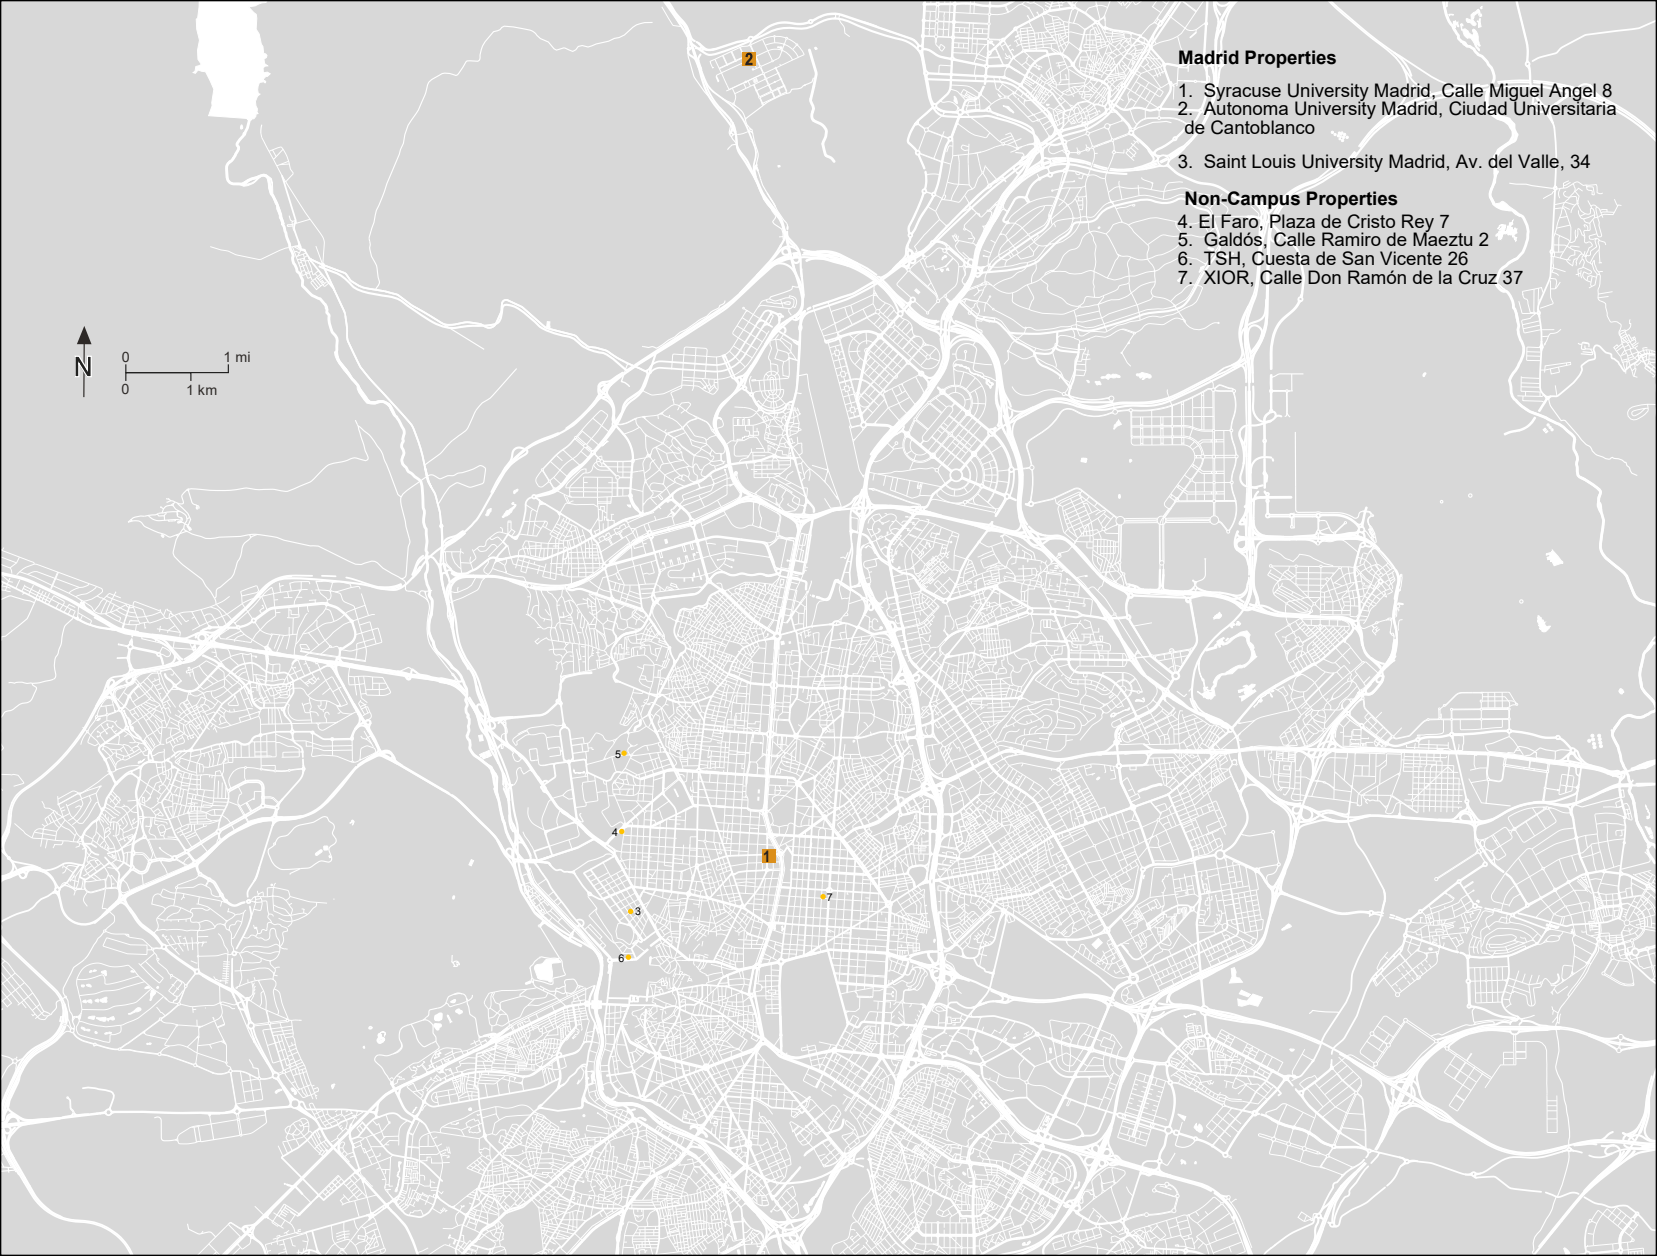 2
Madrid Properties
1. Syracuse University Madrid, Calle Miguel Angel 8
2. Autonoma University Madrid, Ciudad Universitaria
de Cantoblanco
3. Saint Louis University Madrid, Av. del Valle, 34
Non-Campus Properties
4. El Faro, Plaza de Cristo Rey 7
5. Galdós, Calle Ramiro de Maeztu 2
6. TSH, Cuesta de San Vicente 26
7. XIOR, Calle Don Ramón de la Cruz 37
N
0 1 mi
0 1 km
5
4
1
7
3
6